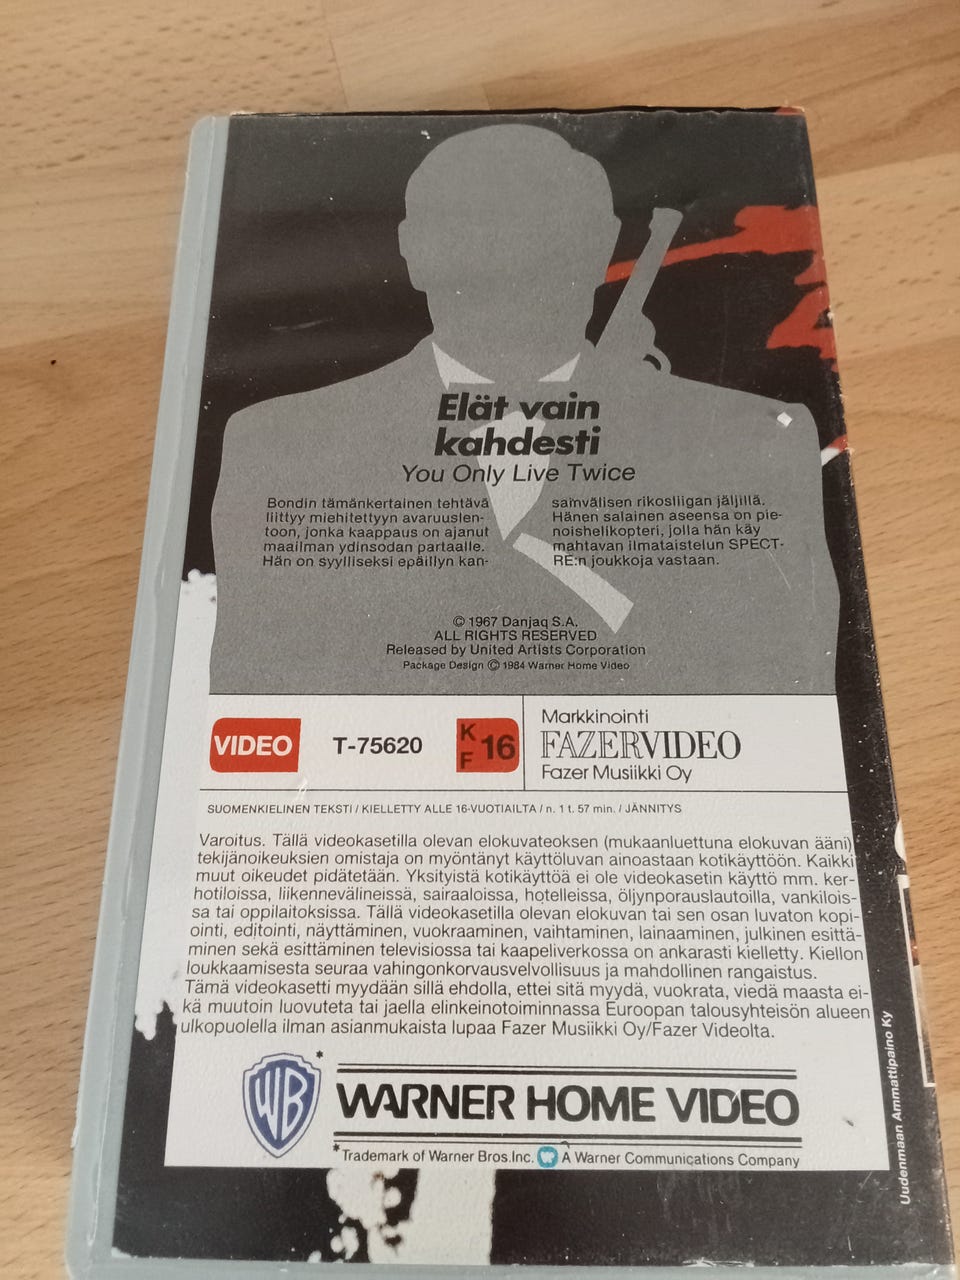 Elät vain
kahdesti
You Only Live Twice
Bondin tämänkertainen tehtävä
liittyy miehitettyyn avaruuslen-
toon, jonka kaappaus on ajanut
maailman ydinsodan partaalle.
Hän on syylliseksi epäillyn kan-
sainvälisen rikosliigan jäljillä.
Hänen salainen aseensa on pie-
noishelikopteri, jolla hän käy
mahtavan ilmataistelun SPECT-
RE:n joukkoja vastaan.
© 1967 Danjaq S.A.
ALL RIGHTS RESERVED
Released by United Artists Corporation
Package Design © 1984 Warner Home Video
VIDEO
T-75620
K
F
16
Markkinointi
FAZERVIDEO
Fazer Musiikki Oy
SUOMENKIELINEN TEKSTI / KIELLETTY ALLE 16-VUOTIAILTA / n. 1 t. 57 min. / JÄNNITYS
Varoitus. Tällä videokasetilla olevan elokuvateoksen (mukaanluettuna elokuvan ääni)
tekijänoikeuksien omistaja on myöntänyt käyttöluvan ainoastaan kotikäyttöön. Kaikki
muut oikeudet pidätetään. Yksityistä kotikäyttöä ei ole videokasetin käyttö mm. ker-
hotiloissa, liikennevälineissä, sairaaloissa, hotelleissa, öljynporauslautoilla, vankilois-
sa tai oppilaitoksissa. Tällä videokasetilla olevan elokuvan tai sen osan luvaton kopi-
ointi, editointi, näyttäminen, vuokraaminen, vaihtaminen, lainaaminen, julkinen esittä-
minen sekä esittäminen televisiossa tai kaapeliverkossa on ankarasti kielletty. Kiellon
loukkaamisesta seuraa vahingonkorvausvelvollisuus ja mahdollinen rangaistus.
Tämä videokasetti myydään sillä ehdolla, ettei sitä myydä, vuokrata, viedä maasta ei-
kä muutoin luovuteta tai jaella elinkeinotoiminnassa Euroopan talousyhteisön alueen
ulkopuolella ilman asianmukaista lupaa Fazer Musiikki Oy/Fazer Videolta.
WB*
WARNER HOME VIDEO
*Trademark of Warner Bros.Inc. A Warner Communications Company
Uudenmaan Ammattipaino Ky